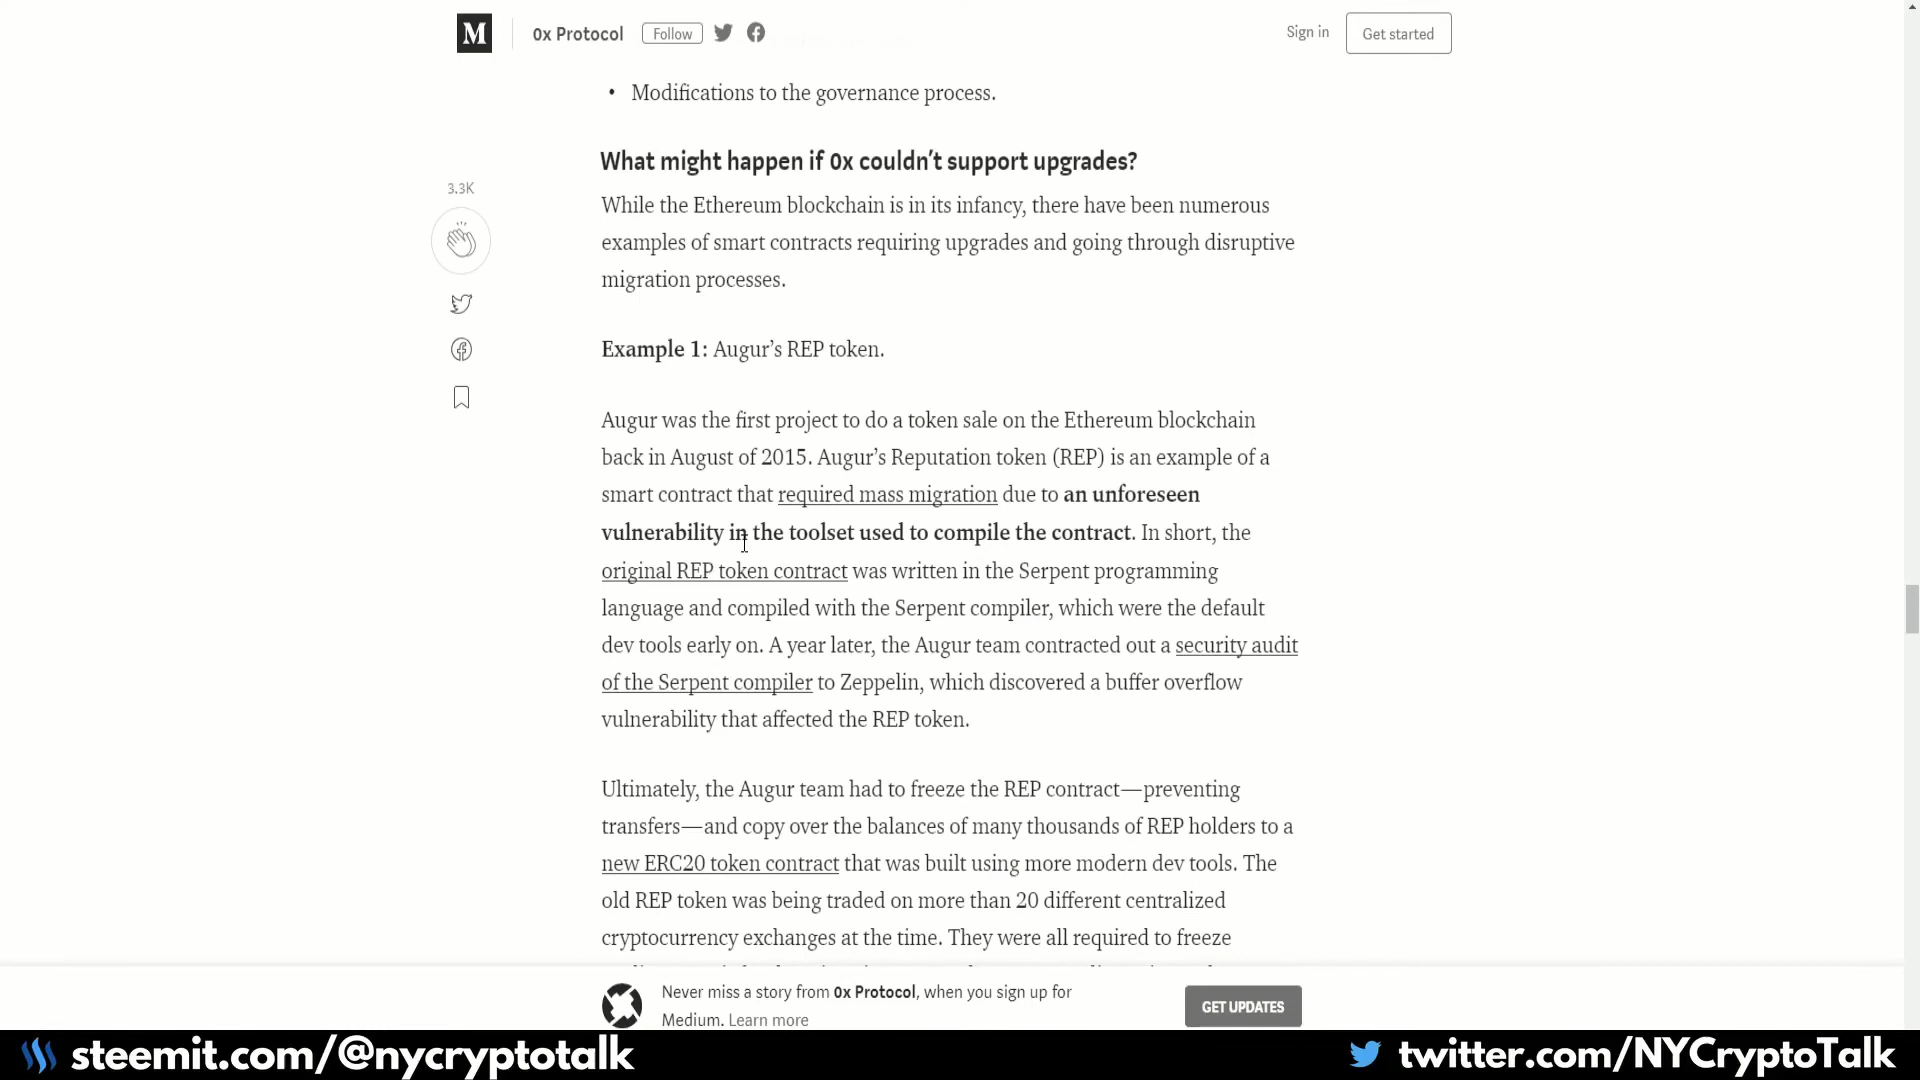 M
0x Protocol
Follow
Sign in
Get started
• Modifications to the governance process.
What might happen if 0x couldn’t support upgrades?
3.3K
While the Ethereum blockchain is in its infancy, there have been numerous
examples of smart contracts requiring upgrades and going through disruptive
migration processes.
Example 1: Augur’s REP token.
Augur was the first project to do a token sale on the Ethereum blockchain
back in August of 2015. Augur’s Reputation token (REP) is an example of a
smart contract that required mass migration due to an unforeseen
vulnerability in the toolset used to compile the contract. In short, the
original REP token contract was written in the Serpent programming
language and compiled with the Serpent compiler, which were the default
dev tools early on. A year later, the Augur team contracted out a security audit
of the Serpent compiler to Zeppelin, which discovered a buffer overflow
vulnerability that affected the REP token.
Ultimately, the Augur team had to freeze the REP contract—preventing
transfers—and copy over the balances of many thousands of REP holders to a
new ERC20 token contract that was built using more modern dev tools. The
old REP token was being traded on more than 20 different centralized
cryptocurrency exchanges at the time. They were all required to freeze
Never miss a story from 0x Protocol, when you sign up for
Medium. Learn more
GET UPDATES
steemit.com/@nycryptotalk
twitter.com/NYCryptoTalk